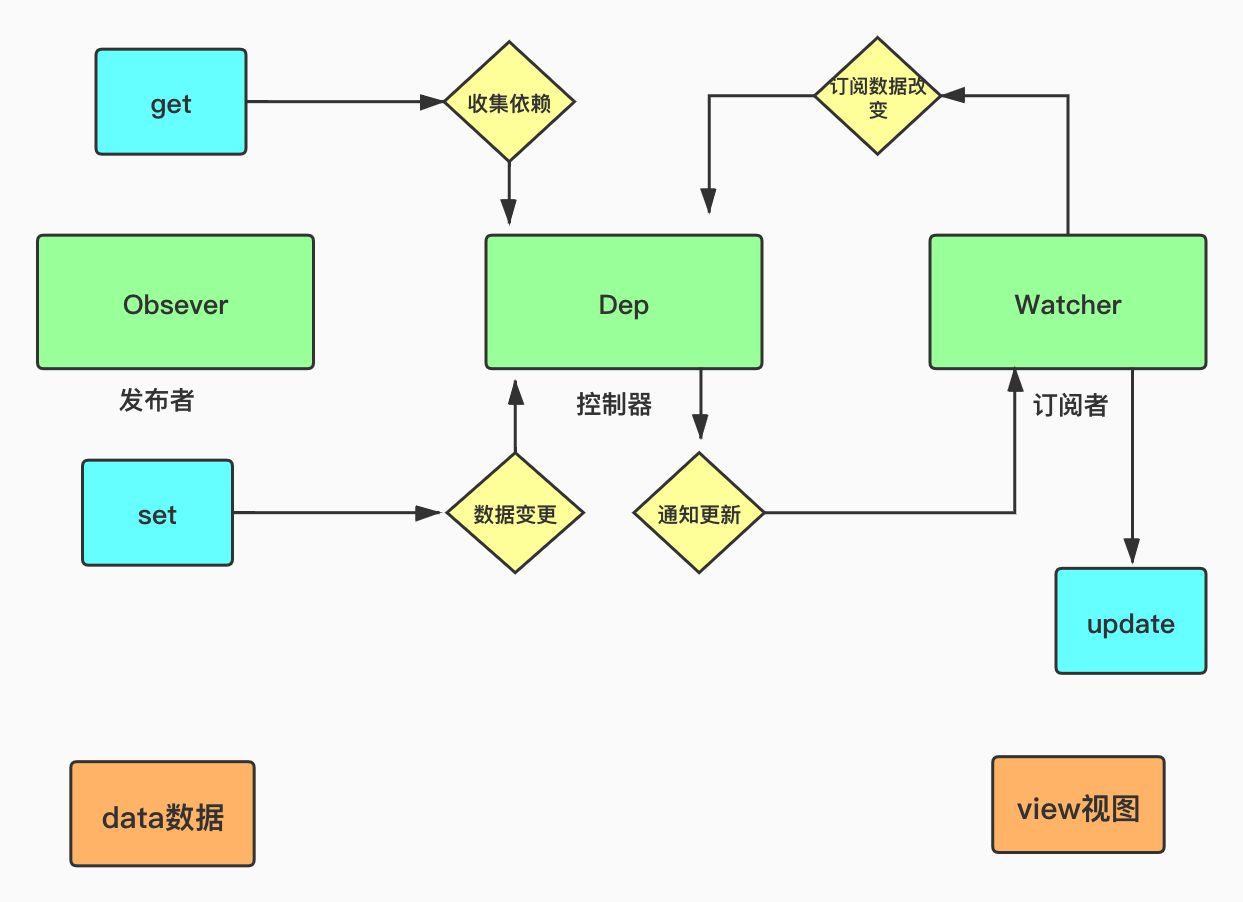 get
收集依赖
订阅数据改
变
Obsever
Dep
Watcher
发布者
控制器
订阅者
set
数据变更
通知更新
update
data数据
view视图